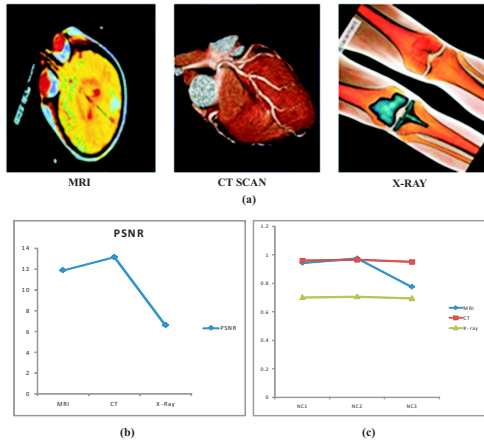 MRI CT SCAN X-RAY
(a)
PSNR
14
12
10
8
6
4
2
0
MRI CT X-Ray
PSNR
(b)
1.2
1
0.8
0.6
0.4
0.2
0
NC1 NC2 NC3
MRI
CT
X-ray
(c)